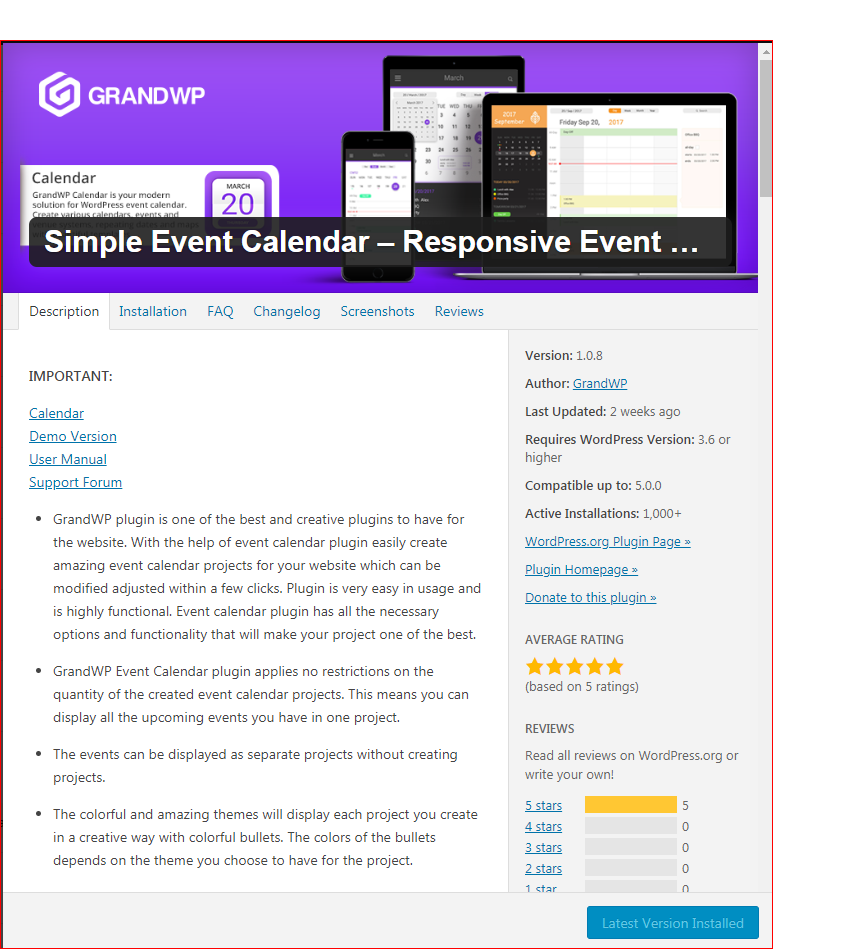 GRANDWP
Calendar
GrandWP Calendar is your modern
solution for WordPress event calendar.
Create various calendars, events and
MARCH
20
March
March
2017
September
Friday Sep 20, 2017
Simple Event Calendar – Responsive Event …
Description Installation FAQ Changelog Screenshots Reviews
IMPORTANT:
Calendar
Demo Version
User Manual
Support Forum
GrandWP plugin is one of the best and creative plugins to have for
the website. With the help of event calendar plugin easily create
amazing event calendar projects for your website which can be
modified adjusted within a few clicks. Plugin is very easy in usage and
is highly functional. Event calendar plugin has all the necessary
options and functionality that will make your project one of the best.
GrandWP Event Calendar plugin applies no restrictions on the
quantity of the created event calendar projects. This means you can
display all the upcoming events you have in one project.
The events can be displayed as separate projects without creating
projects.
The colorful and amazing themes will display each project you create
in a creative way with colorful bullets. The colors of the bullets
depends on the theme you choose to have for the project.
Version: 1.0.8
Author: GrandWP
Last Updated: 2 weeks ago
Requires WordPress Version: 3.6 or
higher
Compatible up to: 5.0.0
Active Installations: 1,000+
WordPress.org Plugin Page »
Plugin Homepage »
Donate to this plugin »
AVERAGE RATING
(based on 5 ratings)
REVIEWS
Read all reviews on WordPress.org or
write your own!
5 stars 5
4 stars 0
3 stars 0
2 stars 0
1 star 0
Latest Version Installed